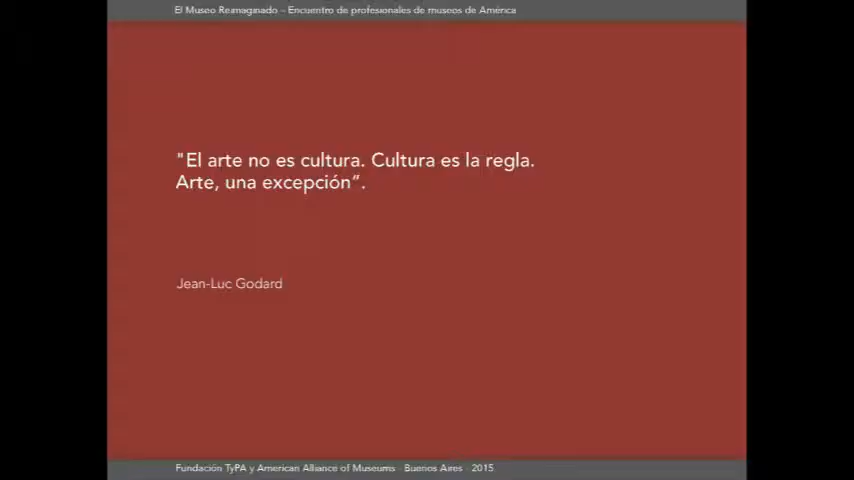 El Museo Reimaginado – Encuentro de profesionales de museos de América
"El arte no es cultura. Cultura es la regla.
Arte, una excepción“.
Jean-Luc Godard
Fundación TyPA y American Alliance of Museums - Buenos Aires - 2015